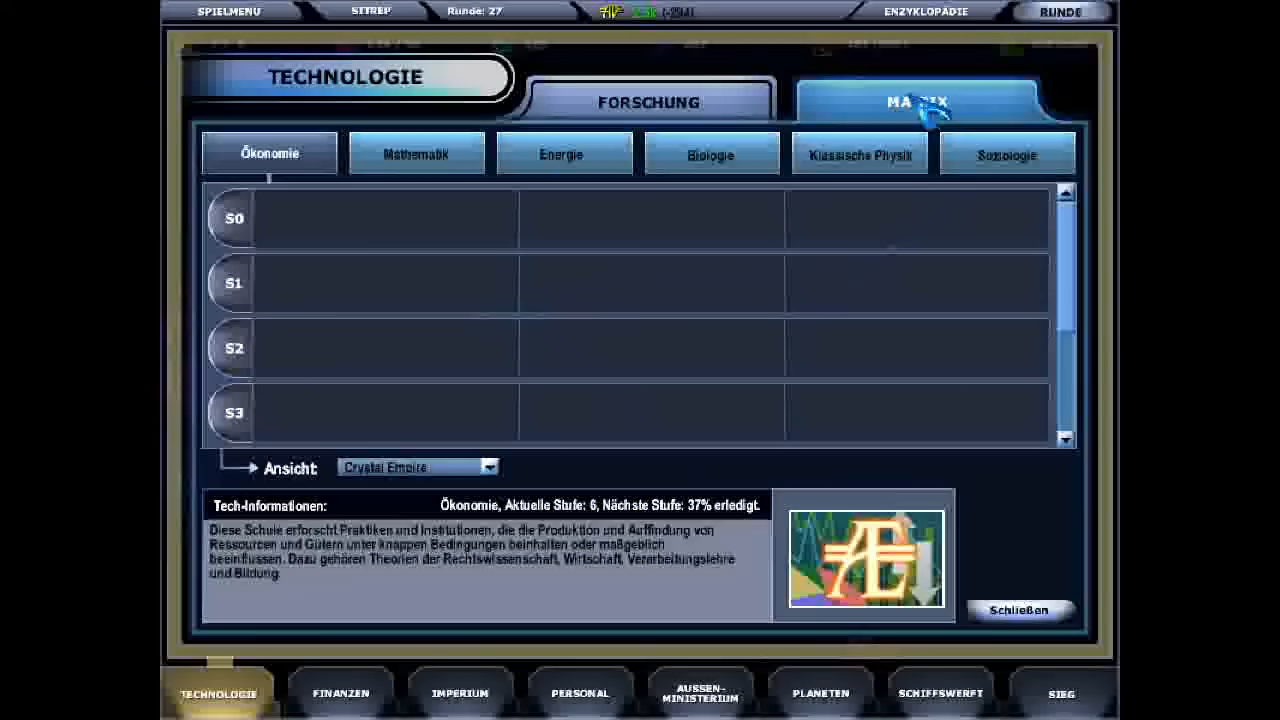 SPIELMENU
SITREP
Runde: 27
ENZYKLOPÄDIE
RUNDE
TECHNOLOGIE
FORSCHUNG
Ökonomie
Mathematik
Energie
Biologie
Klassische Physik
Soziologie
S0
S1
S2
S3
Ansicht:
Crystal Empire
Tech-Informationen:
Ökonomie, Aktuelle Stufe: 6, Nächste Stufe: 37% erledigt.
Diese Schule erforscht Praktiken und Institutionen, die die Produktion und Auffindung von
Ressourcen und Gütern unter knappen Bedingungen beinhalten oder maßgeblich
beeinflussen. Dazu gehören Theorien der Rechtswissenschaft, Wirtschaft, Verarbeitungslehre
und Bildung.
Schließen
TECHNOLOGIE
FINANZEN
IMPERIUM
PERSONAL
AUSSEN-
MINISTERIUM
PLANETEN
SCHIFFSWERFT
SIEG